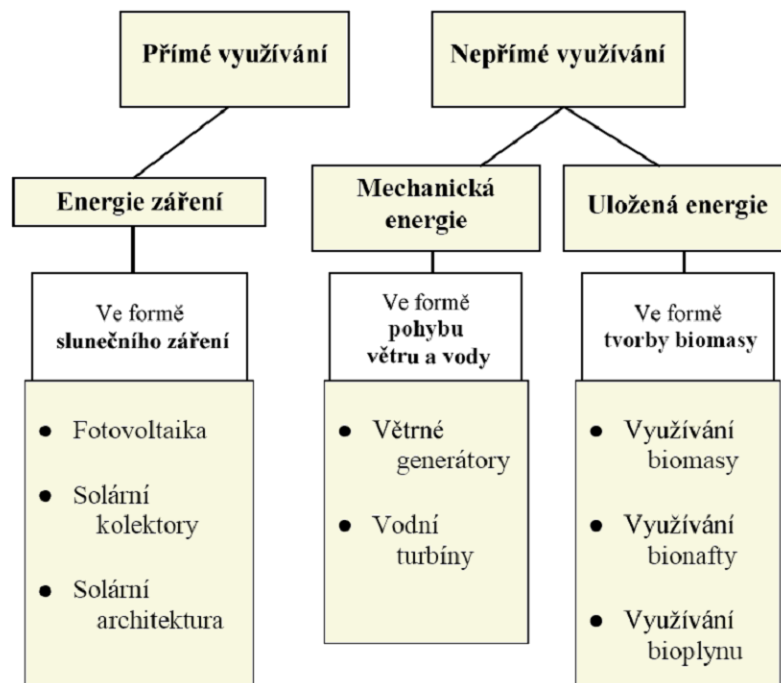 Přímé využívání
Nepřímé využívání
Energie záření
Mechanická
energie
Uložená energie
Ve formě
slunečního záření
Ve formě
pohybu
větru a vody
Ve formě
tvorby biomasy
● Fotovoltaika
● Solární
kolektory
● Solární
architektura
● Větrné
generátory
● Vodní
turbíny
● Využívání
biomasy
● Využívání
bionafty
● Využívání
bioplynu